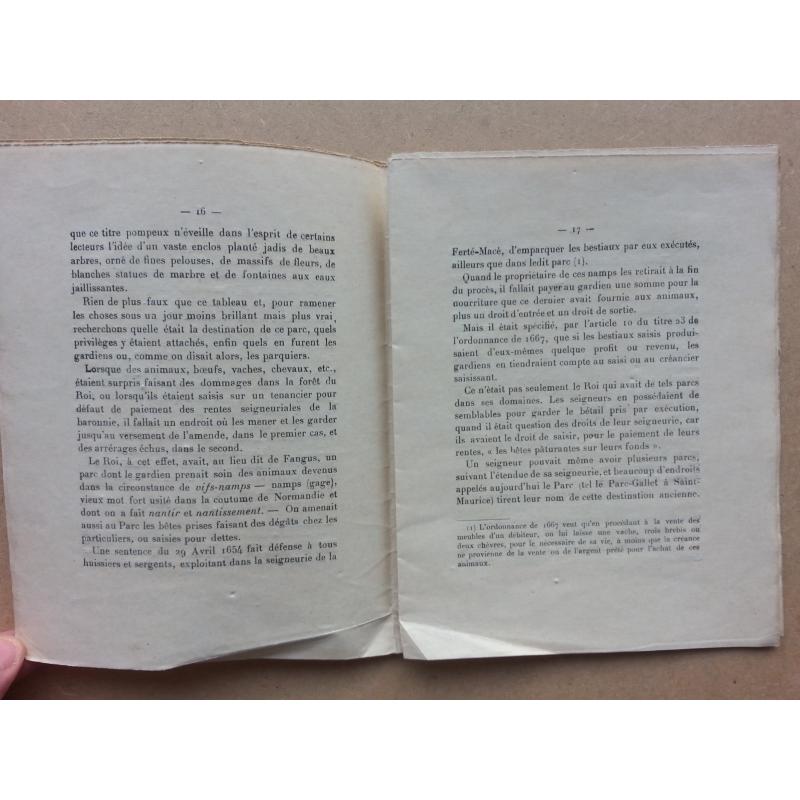 — 16 —
que ce titre pompeux n'éveille dans l'esprit de certains
lecteurs l'idée d'un vaste enclos planté jadis de beaux
arbres, orné de fines pelouses, de massifs de fleurs, de
blanches statues de marbre et de fontaines aux eaux
jaillissantes.
Rien de plus faux que ce tableau et, pour ramener
les choses sous un jour moins brillant mais plus vrai,
recherchons quelle était la destination de ce parc, quels
privilèges y étaient attachés, enfin quels en furent les
gardiens ou, comme on disait alors, les parquiers.
Lorsque des animaux, bœufs, vaches, chevaux, etc.,
étaient surpris faisant des dommages dans la forêt du
Roi, ou lorsqu'ils étaient saisis sur un tenancier pour
défaut de paiement des rentes seigneuriales de la
baronnie, il fallait un endroit où les mener et les garder
jusqu'au versement de l'amende, dans le premier cas, et
des arrérages échus, dans le second.
Le Roi, à cet effet, avait, au lieu dit de Fangus, un
parc dont le gardien prenait soin des animaux devenus
dans la circonstance de vifs-namps — namps (gage),
vieux mot fort usité dans la coutume de Normandie et
dont on a fait nantir et nantissement. — On amenait
aussi au Parc les bêtes prises faisant des dégâts chez les
particuliers, ou saisies pour dettes.
Une sentence du 29 Avril 1654 fait défense à tous
huissiers et sergents, exploitant dans la seigneurie de la
— 17 —
Ferté-Macé, d'emparquer les bestiaux par eux exécutés,
ailleurs que dans ledit parc (1).
Quand le propriétaire de ces namps les retirait à la fin
du procès, il fallait payer au gardien une somme pour la
nourriture que ce dernier avait fournie aux animaux,
plus un droit d'entrée et un droit de sortie.
Mais il était spécifié, par l'article 10 du titre 23 de
l'ordonnance de 1667, que si les bestiaux saisis produi-
saient d'eux-mêmes quelque profit ou revenu, les
gardiens en tiendraient compte au saisi ou au créancier
saisissant.
Ce n'était pas seulement le Roi qui avait de tels parcs
dans ses domaines. Les seigneurs en possédaient de
semblables pour garder le bétail pris par exécution,
quand il était question des droits de leur seigneurie, car
ils avaient le droit de saisir, pour le paiement de leurs
rentes, « les bêtes pâturantes sur leurs fonds ».
Un seigneur pouvait même avoir plusieurs parcs,
suivant l'étendue de sa seigneurie, et beaucoup d'endroits
appelés aujourd'hui le Parc (tel le Parc-Gallet à Saint-
Maurice) tirent leur nom de cette destination ancienne.
(1) L'ordonnance de 1667 veut qu'en procédant à la vente des
meubles d'un débiteur, on lui laisse une vache, trois brebis ou
deux chèvres, pour le nécessaire de sa vie, à moins que la créance
ne provienne de la vente ou de l'argent prêté pour l'achat de ces
animaux.